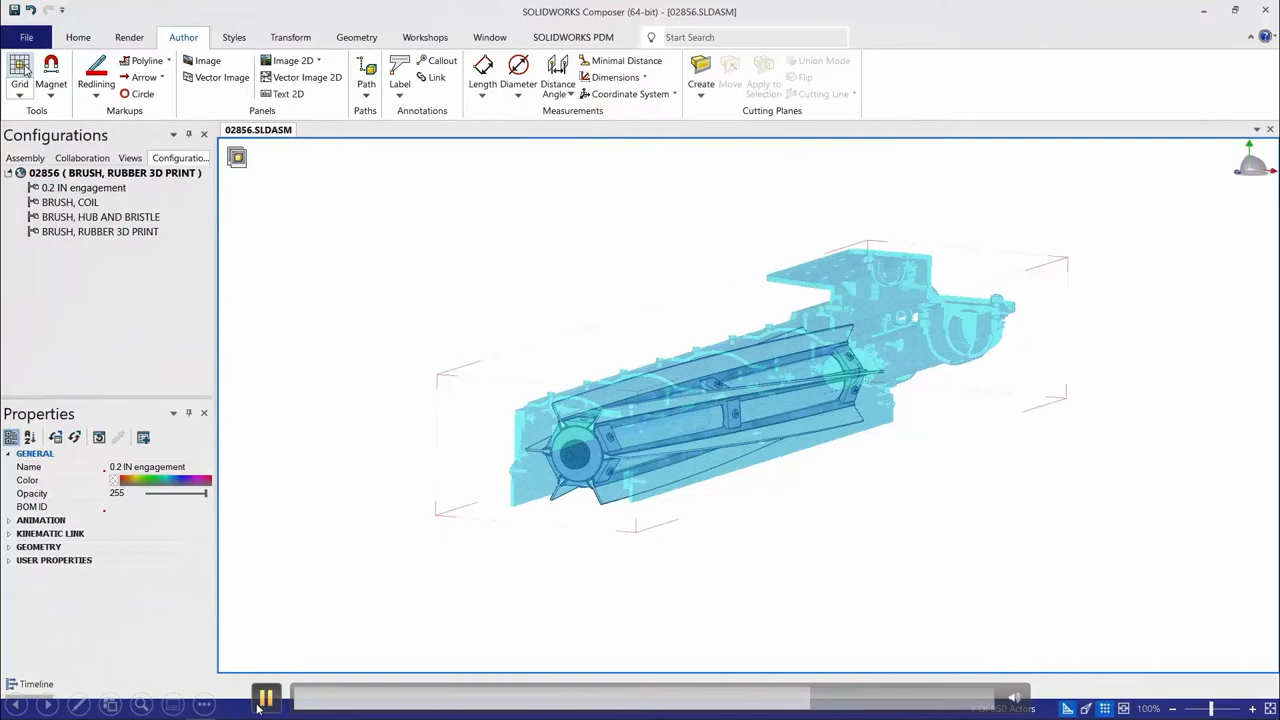 SOLIDWORKS Composer (64-bit) - [02856.SLDASM]
File Home Render Author Styles Transform Geometry Workshops Window SOLIDWORKS PDM Start Search
Grid Magnet Redlining Polyline Arrow Circle
Image Vector Image Image 2D Vector Image 2D Text 2D
Path Label Callout Link
Length Diameter Distance Angle Minimal Distance Dimensions Coordinate System
Create Move Apply to Selection Union Mode Flip Cutting Line
Tools Markups Panels Paths Annotations Measurements Cutting Planes
Configurations
02856.SLDASM
Assembly Collaboration Views Configuratio...
02856 ( BRUSH, RUBBER 3D PRINT )
0.2 IN engagement
BRUSH, COIL
BRUSH, HUB AND BRISTLE
BRUSH, RUBBER 3D PRINT
Properties
GENERAL
Name 0.2 IN engagement
Color
Opacity 255
BOM ID
ANIMATION
KINEMATIC LINK
GEOMETRY
USER PROPERTIES
Timeline
Actors 100%